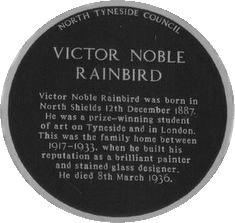 NORTH TYNESIDE COUNCIL
VICTOR NOBLE
RAINBIRD
Victor Noble Rainbird was born in
North Shields 12th December 1887.
He was a prize-winning student
of art on Tyneside and in London.
This was the family home between
1917-1933, when he built his
reputation as a brilliant painter
and stained glass designer.
He died 8th March 1936.